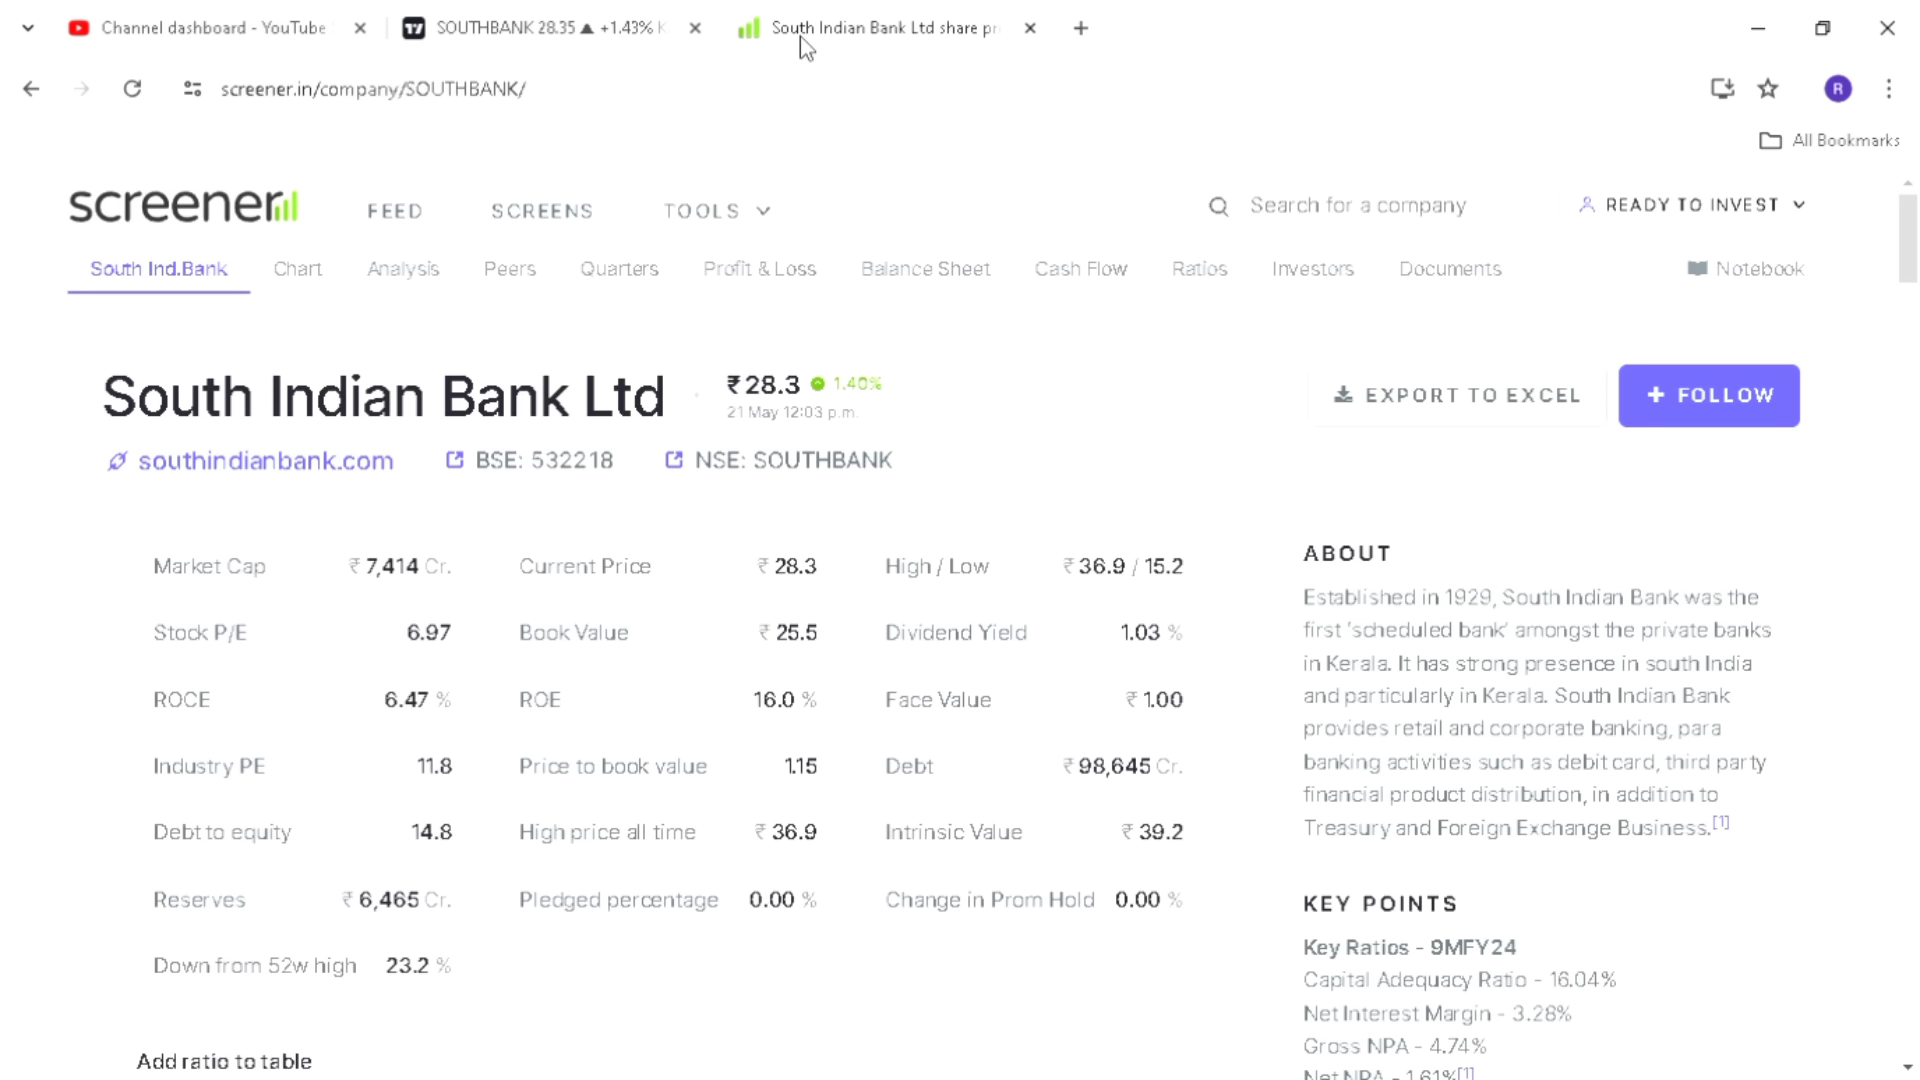 Channel dashboard - YouTube
SOUTHBANK 28.35 ▲ +1.43%
South Indian Bank Ltd share pr
screener.in/company/SOUTHBANK/
R
All Bookmarks
screener
FEED
SCREENS
TOOLS
Search for a company
READY TO INVEST
South Ind.Bank
Chart
Analysis
Peers
Quarters
Profit & Loss
Balance Sheet
Cash Flow
Ratios
Investors
Documents
Notebook
South Indian Bank Ltd
₹ 28.3 1.40%
21 May 12:03 p.m.
EXPORT TO EXCEL
+ FOLLOW
southindianbank.com
BSE: 532218
NSE: SOUTHBANK
Market Cap ₹ 7,414 Cr.
Current Price ₹ 28.3
High / Low ₹ 36.9 / 15.2
Stock P/E 6.97
Book Value ₹ 25.5
Dividend Yield 1.03 %
ROCE 6.47 %
ROE 16.0 %
Face Value ₹ 1.00
Industry PE 11.8
Price to book value 1.15
Debt ₹ 98,645 Cr.
Debt to equity 14.8
High price all time ₹ 36.9
Intrinsic Value ₹ 39.2
Reserves ₹ 6,465 Cr.
Pledged percentage 0.00 %
Change in Prom Hold 0.00 %
Down from 52w high 23.2 %
Add ratio to table
ABOUT
Established in 1929, South Indian Bank was the
first 'scheduled bank' amongst the private banks
in Kerala. It has strong presence in south India
and particularly in Kerala. South Indian Bank
provides retail and corporate banking, para
banking activities such as debit card, third party
financial product distribution, in addition to
Treasury and Foreign Exchange Business.[1]
KEY POINTS
Key Ratios - 9MFY24
Capital Adequacy Ratio - 16.04%
Net Interest Margin - 3.28%
Gross NPA - 4.74%
Net NPA - 1.61%[1]